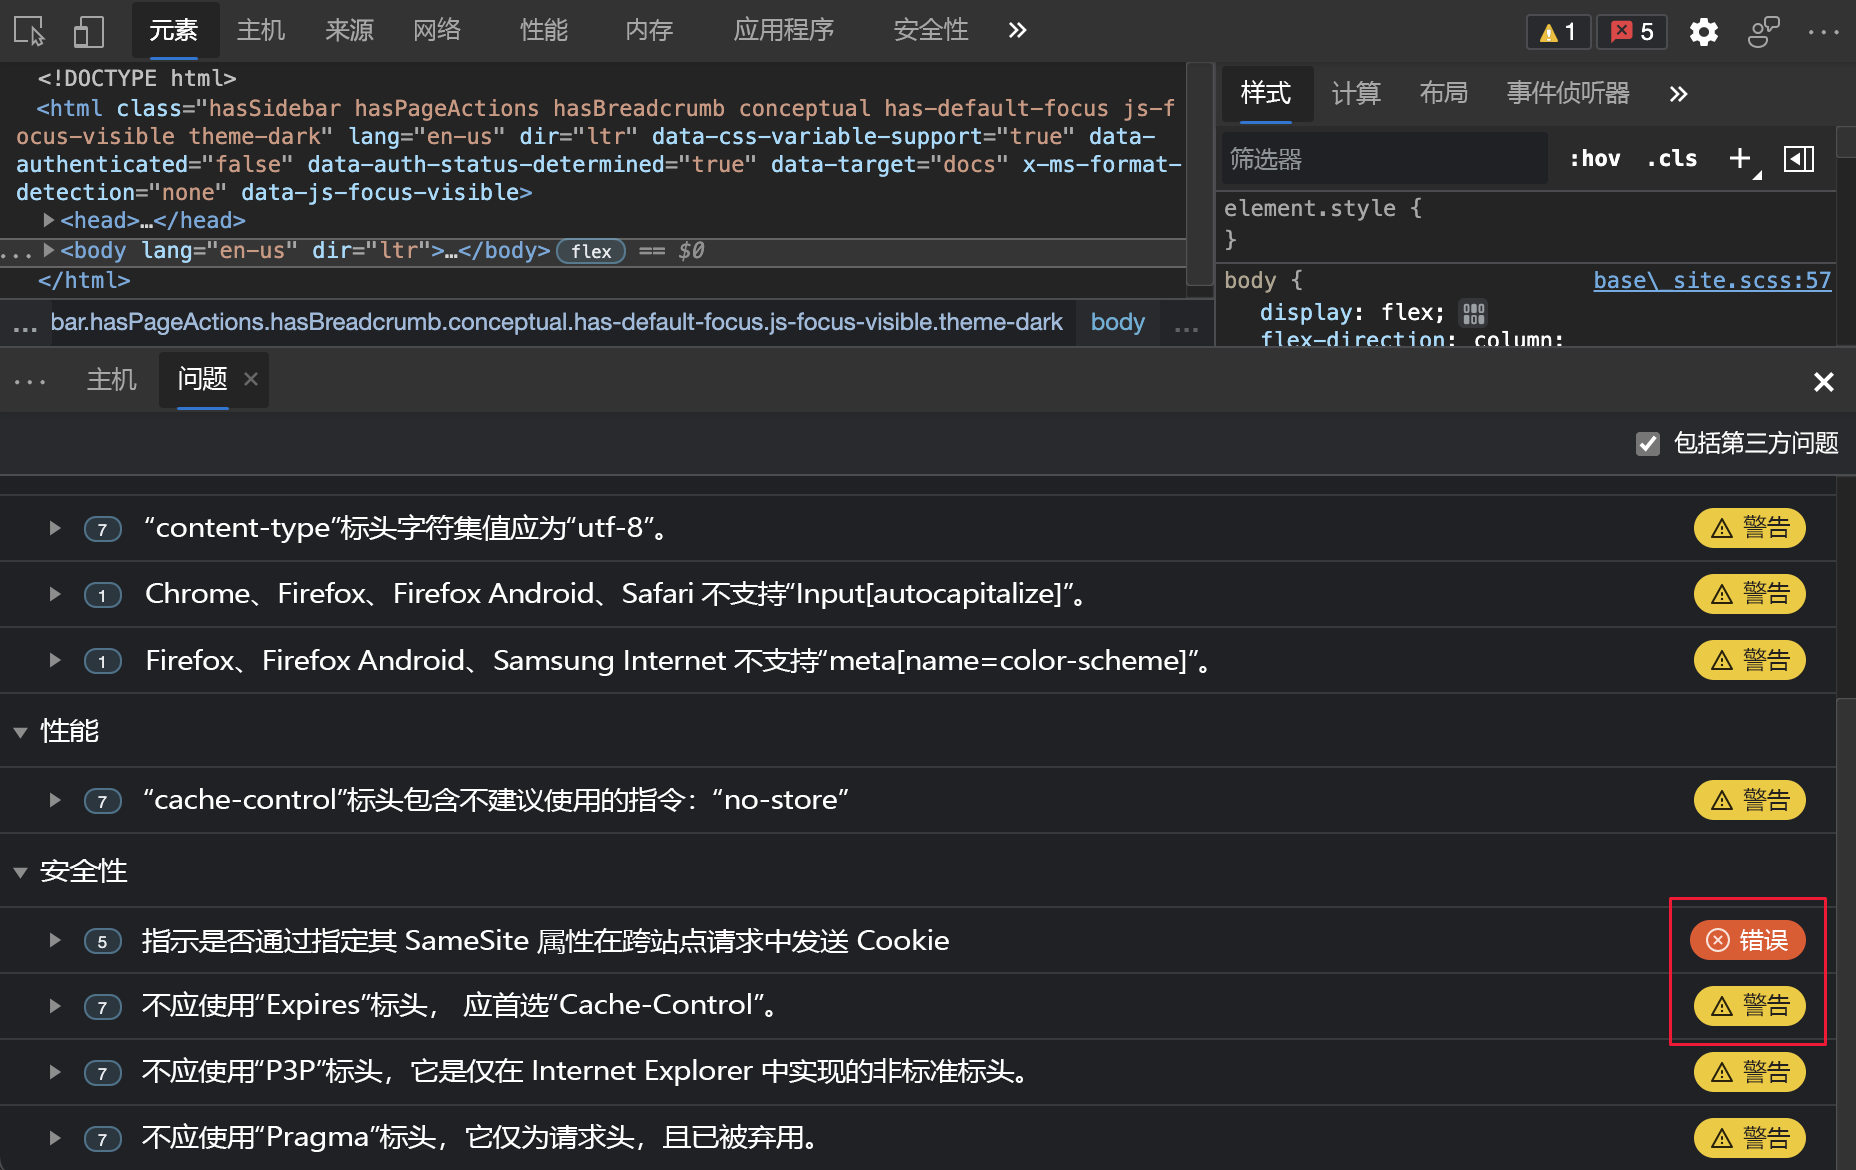 元素 主机 来源 网络 性能 内存 应用程序 安全性 » 1 5 ...
<!DOCTYPE html>
<html class="hasSidebar hasPageActions hasBreadcrumb conceptual has-default-focus js-f
ocus-visible theme-dark" lang="en-us" dir="ltr" data-css-variable-support="true" data-
authenticated="false" data-auth-status-determined="true" data-target="docs" x-ms-format-
detection="none" data-js-focus-visible>
<head>…</head>
... <body lang="en-us" dir="ltr">…</body> flex == $0
</html>
... bar.hasPageActions.hasBreadcrumb.conceptual.has-default-focus.js-focus-visible.theme-dark body ...
样式 计算 布局 事件侦听器 »
筛选器 :hov .cls +
element.style {
}
body { base\_site.scss:57
display: flex;
flex-direction: column;
... 主机 问题 ×
包括第三方问题
7 “content-type”标头字符集值应为“utf-8”。 警告
1 Chrome、Firefox、Firefox Android、Safari 不支持“Input[autocapitalize]”。 警告
1 Firefox、Firefox Android、Samsung Internet 不支持“meta[name=color-scheme]”。 警告
性能
7 “cache-control”标头包含不建议使用的指令：“no-store” 警告
安全性
5 指示是否通过指定其 SameSite 属性在跨站点请求中发送 Cookie 错误
7 不应使用“Expires”标头， 应首选“Cache-Control”。 警告
7 不应使用“P3P”标头，它是仅在 Internet Explorer 中实现的非标准标头。 警告
7 不应使用“Pragma”标头，它仅为请求头，且已被弃用。 警告